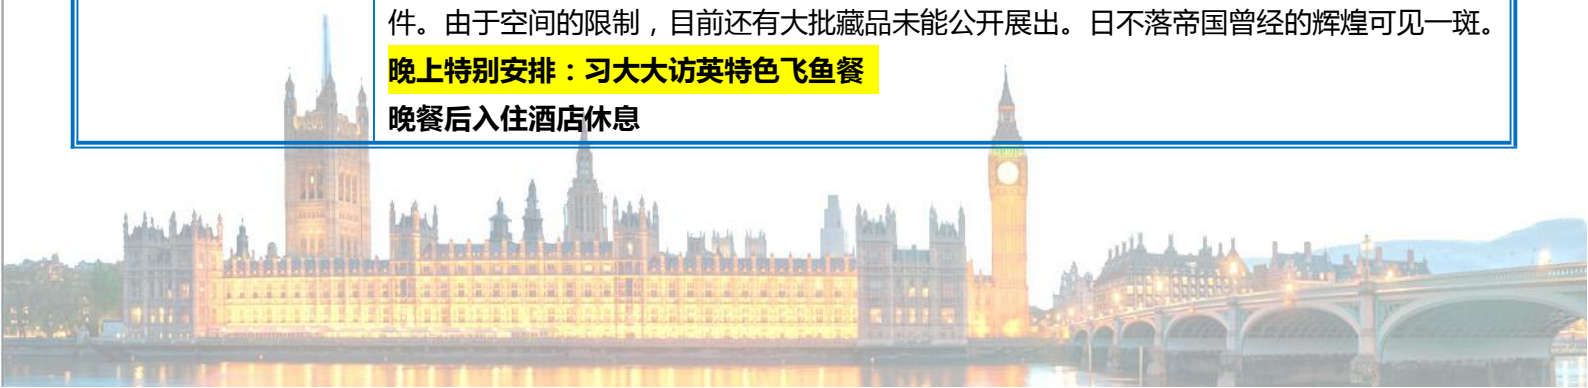 件。由于空间的限制，目前还有大批藏品未能公开展出。日不落帝国曾经的辉煌可见一斑。
晚上特别安排：习大大访英特色飞鱼餐
晚餐后入住酒店休息